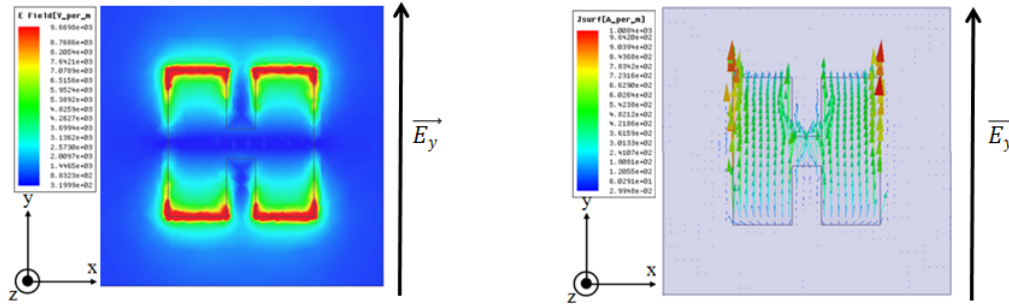 E Field[V_per_m
9.6698e+03
8.7686e+03
8.2054e+03
7.6421e+03
7.0789e+03
6.5156e+03
5.9524e+03
5.3892e+03
4.8259e+03
4.2627e+03
3.6994e+03
3.1362e+03
2.5730e+03
2.0097e+03
1.4465e+03
8.8323e+02
3.1999e+02
y
x
z
E_y
Jsurf[A_per_m]
1.0084e+03
9.6420e+02
9.0394e+02
8.4368e+02
7.8342e+02
7.2316e+02
6.6290e+02
6.0264e+02
5.4238e+02
4.8212e+02
4.2186e+02
3.6159e+02
3.0133e+02
2.4107e+02
1.8081e+02
1.2055e+02
6.0291e+01
2.9948e-02
y
x
z
E_y